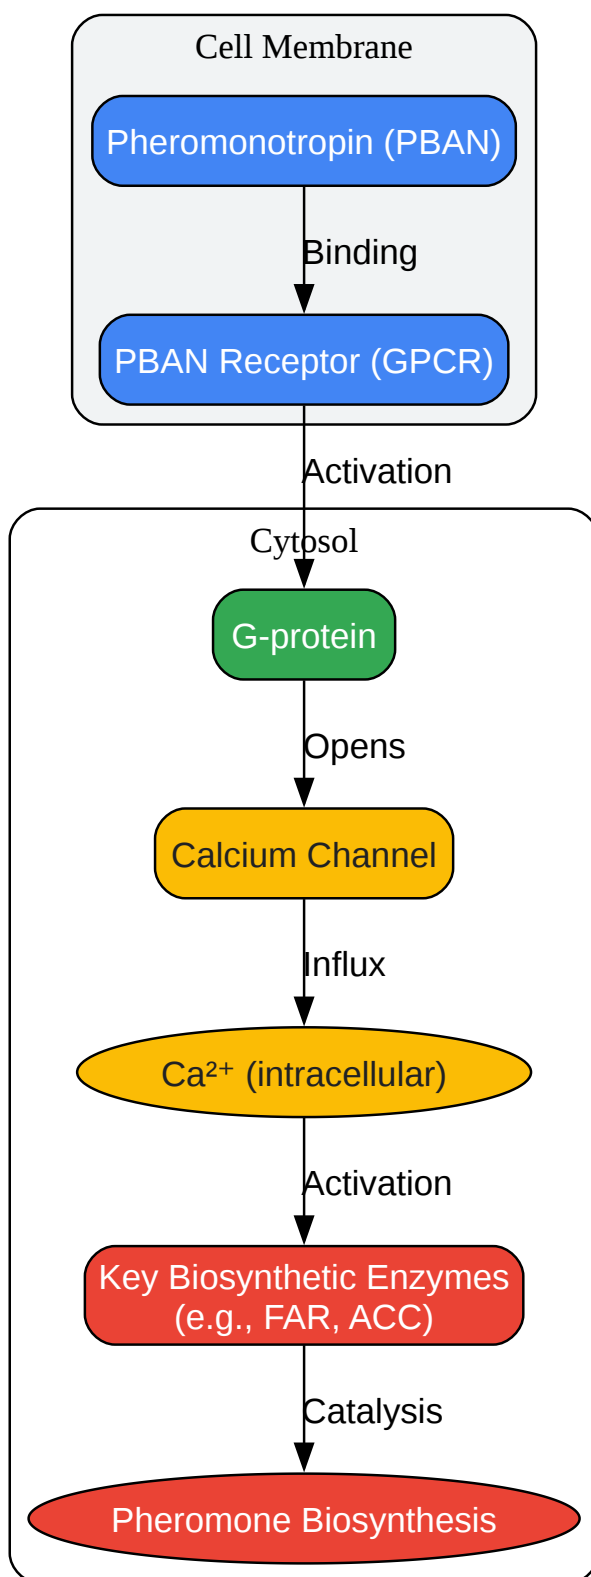 Cell Membrane
Pheromonotropin (PBAN)
Binding
PBAN Receptor (GPCR)
Activation
Cytosol
G-protein
Opens
Calcium Channel
Influx
Ca²⁺ (intracellular)
Activation
Key Biosynthetic Enzymes
(e.g., FAR, ACC)
Catalysis
Pheromone Biosynthesis